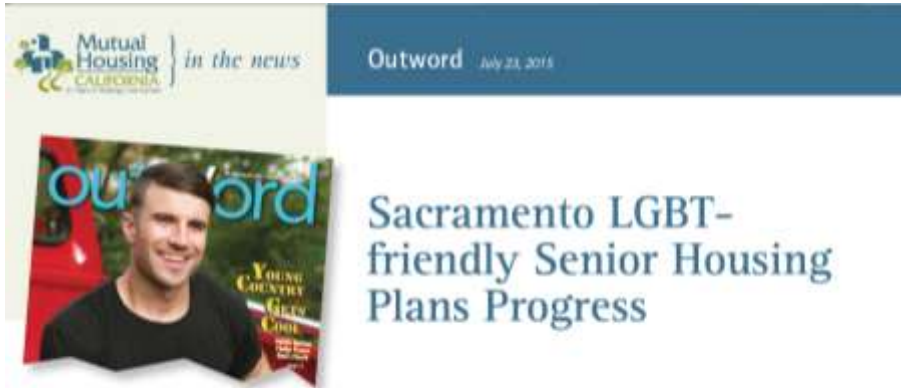 Mutual
Housing
CALIFORNIA
in the news
Outword July 23, 2015
outword
YOUNG
COUNTRY
GETS
COOL
Sacramento LGBT-
friendly Senior Housing
Plans Progress